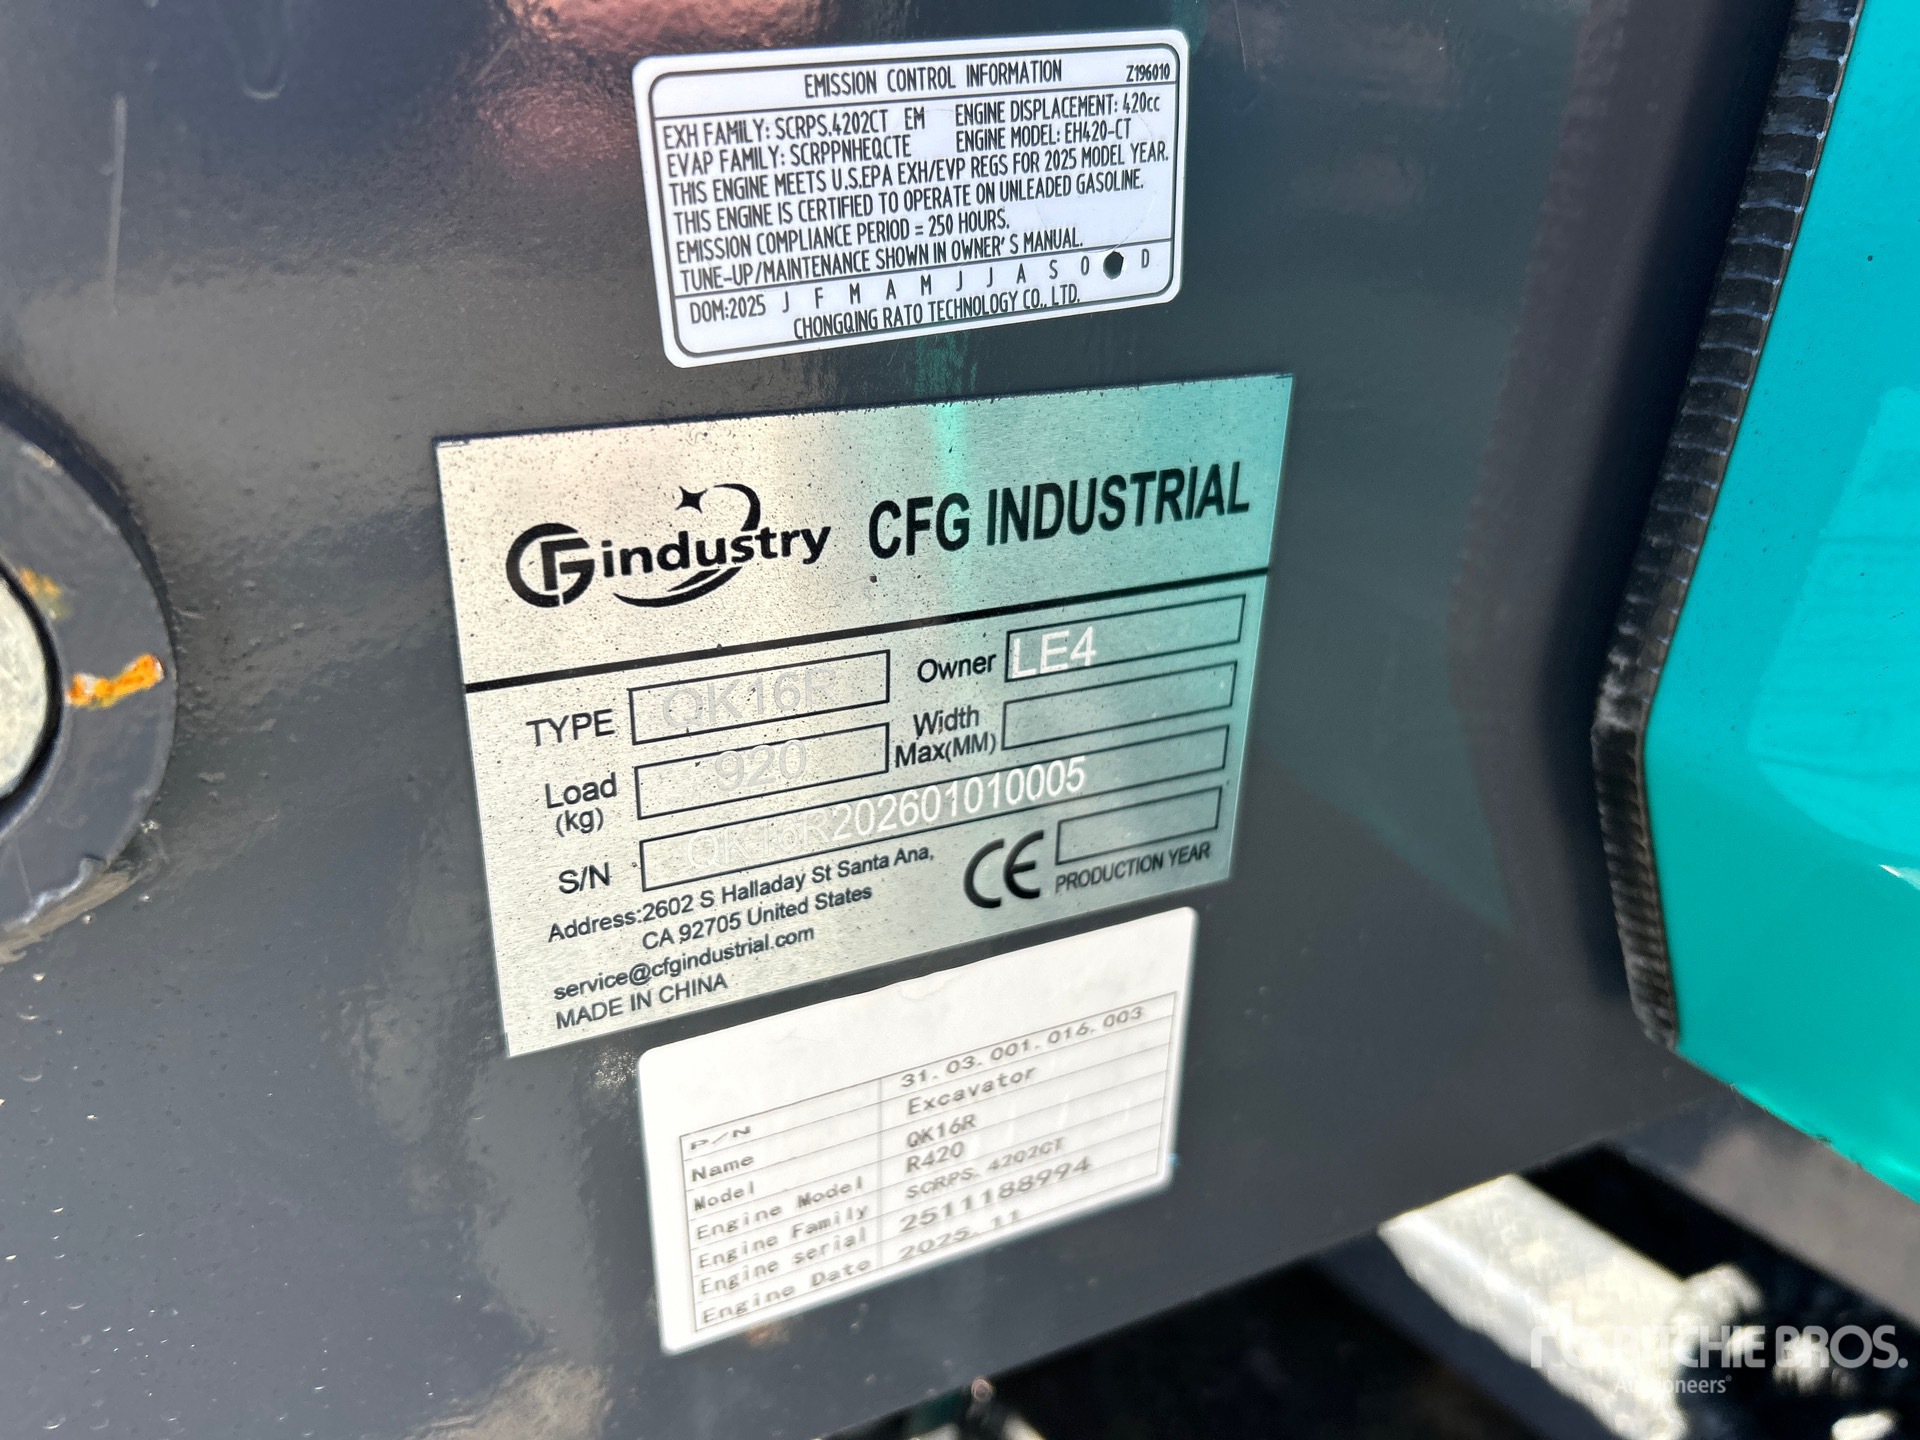 EMISSION CONTROL INFORMATION Z196010
EXH FAMILY: SCRPS.4202CT EM ENGINE DISPLACEMENT: 420cc
EVAP FAMILY: SCRPPNHEQCTE ENGINE MODEL: EH420-CT
THIS ENGINE MEETS U.S.EPA EXH/EVP REGS FOR 2025 MODEL YEAR.
THIS ENGINE IS CERTIFIED TO OPERATE ON UNLEADED GASOLINE.
EMISSION COMPLIANCE PERIOD = 250 HOURS.
TUNE-UP/MAINTENANCE SHOWN IN OWNER'S MANUAL.
DOM:2025 J F M A M J J A S O D
CHONGQING RATO TECHNOLOGY CO., LTD.
CFG industry CFG INDUSTRIAL
TYPE QK16R Owner LE4
Load (kg) 920 Width Max(MM)
S/N QK16R202601010005
Address:2602 S Halladay St Santa Ana,
CA 92705 United States
service@cfgindustrial.com
MADE IN CHINA
CE PRODUCTION YEAR
P/N 31.03.001.016.003
Name Excavator
Model QK16R
Engine Model R420
Engine Family SCRPS.4202CT
Engine serial 2511188994
Engine Date 2025.11
RITCHIE BROS.
Auctioneers